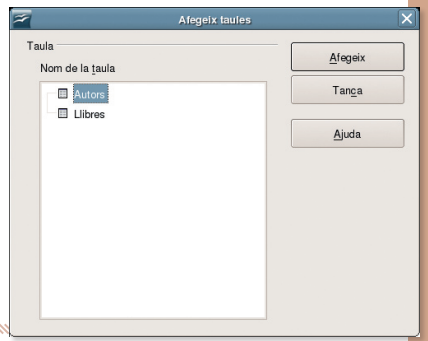 Afegeix taules
Taula
Nom de la taula
Autors
Llibres
Afegeix
Tanca
Ajuda